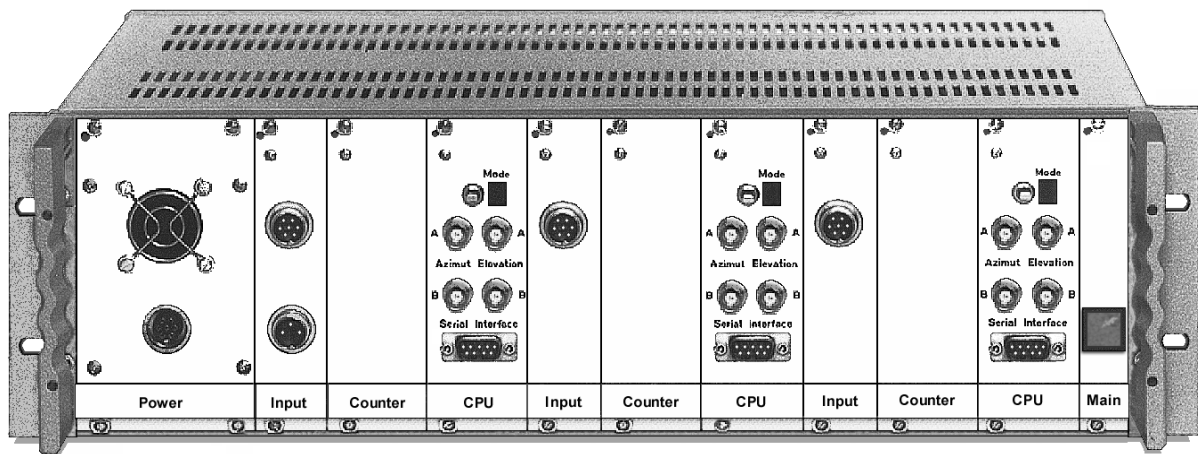 Mode
A A
Azimut Elevation
B B
Serial Interface
Mode
A A
Azimut Elevation
B B
Serial Interface
Mode
A A
Azimut Elevation
B B
Serial Interface
Power Input Counter CPU Input Counter CPU Input Counter CPU Main